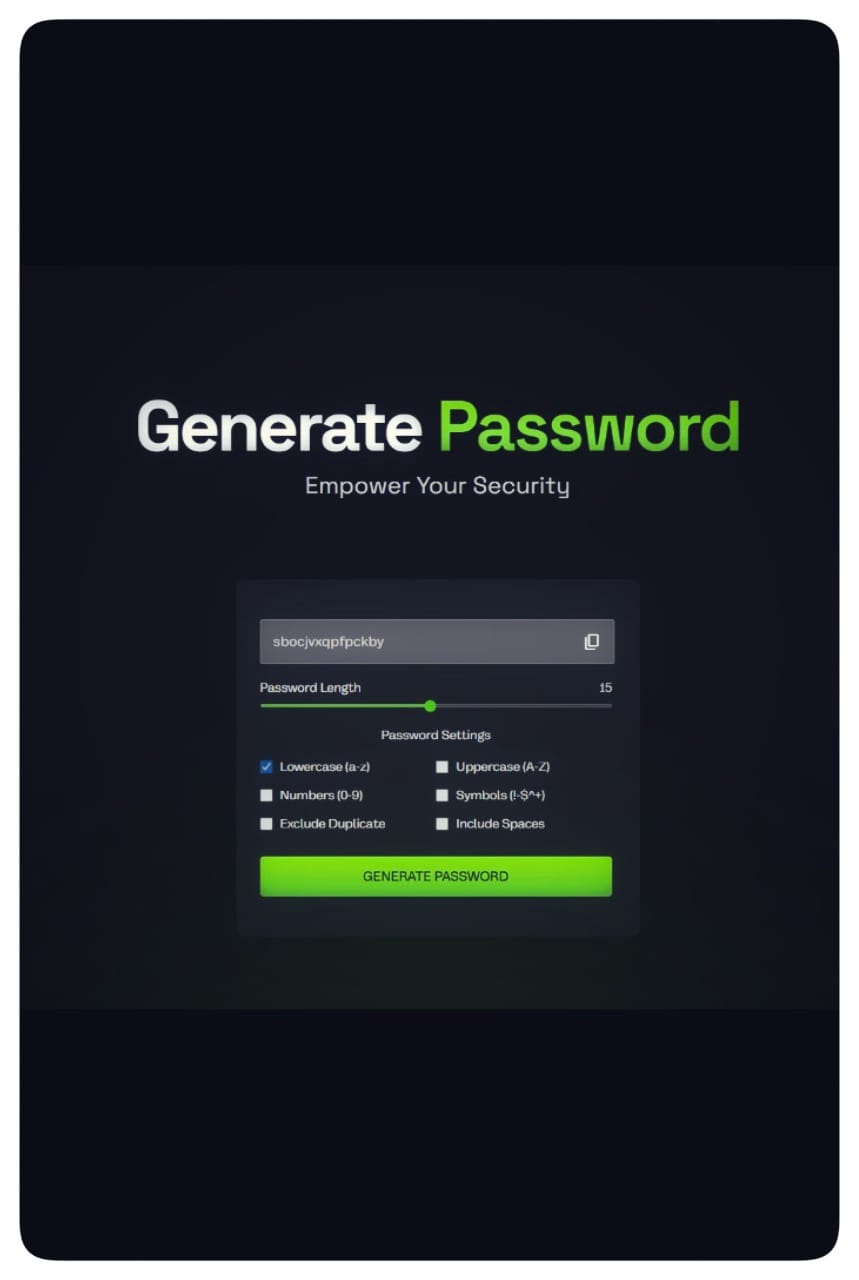 Generate Password
Empower Your Security
sbocjvxqpfpckby
Password Length 15
Password Settings
Lowercase (a-z) Uppercase (A-Z)
Numbers (0-9) Symbols (!-$^+)
Exclude Duplicate Include Spaces
GENERATE PASSWORD